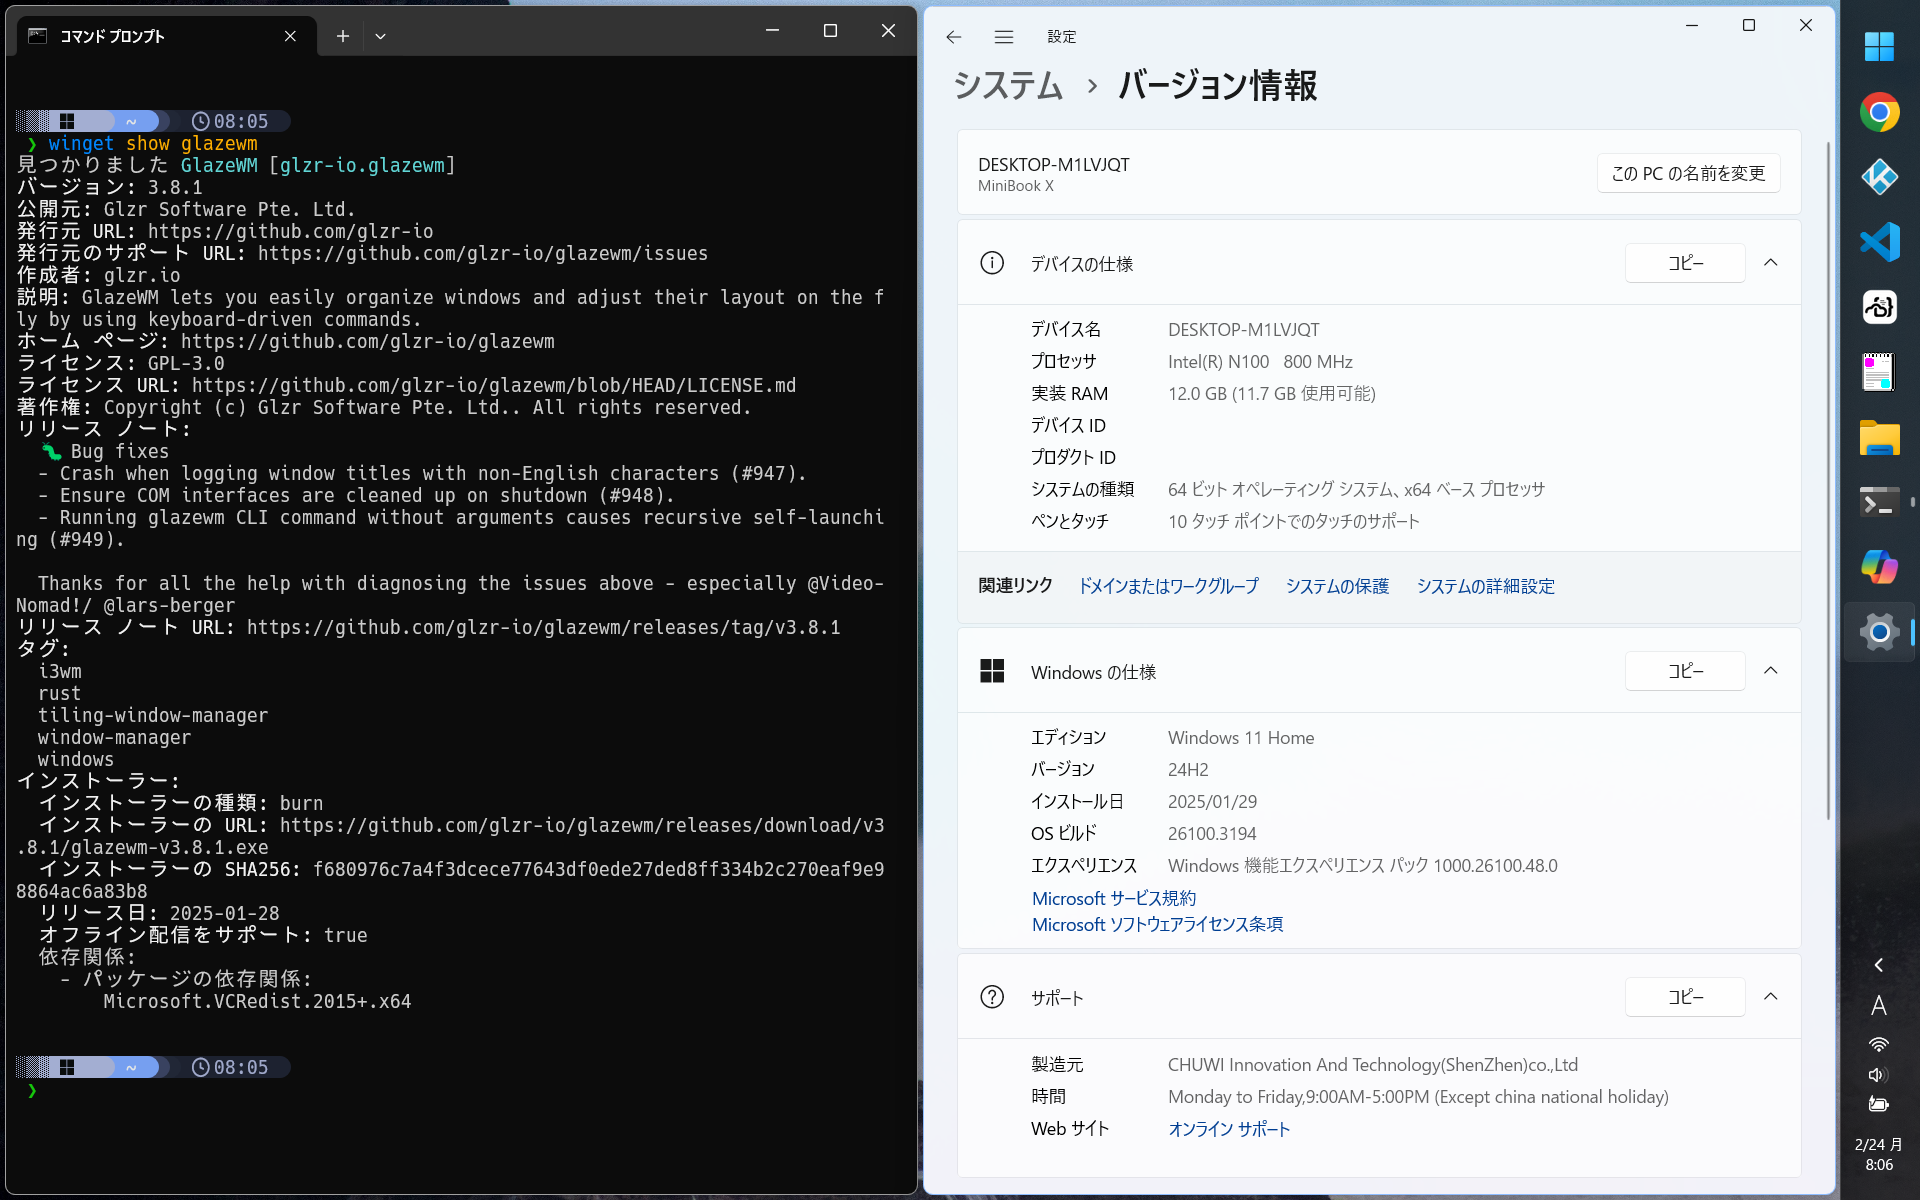 コマンド プロンプト
~ 08:05
❯ winget show glazewm
見つかりました GlazeWM [glzr-io.glazewm]
バージョン: 3.8.1
公開元: Glzr Software Pte. Ltd.
発行元 URL: https://github.com/glzr-io
発行元のサポート URL: https://github.com/glzr-io/glazewm/issues
作成者: glzr.io
説明: GlazeWM lets you easily organize windows and adjust their layout on the f
ly by using keyboard-driven commands.
ホーム ページ: https://github.com/glzr-io/glazewm
ライセンス: GPL-3.0
ライセンス URL: https://github.com/glzr-io/glazewm/blob/HEAD/LICENSE.md
著作権: Copyright (c) Glzr Software Pte. Ltd.. All rights reserved.
リリース ノート:
🐛 Bug fixes
- Crash when logging window titles with non-English characters (#947).
- Ensure COM interfaces are cleaned up on shutdown (#948).
- Running glazewm CLI command without arguments causes recursive self-launchi
ng (#949).
Thanks for all the help with diagnosing the issues above - especially @Video-
Nomad!/ @lars-berger
リリース ノート URL: https://github.com/glzr-io/glazewm/releases/tag/v3.8.1
タグ:
i3wm
rust
tiling-window-manager
window-manager
windows
インストーラー:
インストーラーの種類: burn
インストーラーの URL: https://github.com/glzr-io/glazewm/releases/download/v3
.8.1/glazewm-v3.8.1.exe
インストーラーの SHA256: f680976c7a4f3dcece77643df0ede27ded8ff334b2c270eaf9e9
8864ac6a83b8
リリース日: 2025-01-28
オフライン配信をサポート: true
依存関係:
- パッケージの依存関係:
Microsoft.VCRedist.2015+.x64
~ 08:05
❯
設定
システム › バージョン情報
DESKTOP-M1LVJQT
MiniBook X
この PC の名前を変更
デバイスの仕様
コピー
デバイス名 DESKTOP-M1LVJQT
プロセッサ Intel(R) N100 800 MHz
実装 RAM 12.0 GB (11.7 GB 使用可能)
デバイス ID
プロダクト ID
システムの種類 64 ビット オペレーティング システム、x64 ベース プロセッサ
ペンとタッチ 10 タッチ ポイントでのタッチのサポート
関連リンク ドメインまたはワークグループ システムの保護 システムの詳細設定
Windows の仕様
コピー
エディション Windows 11 Home
バージョン 24H2
インストール日 2025/01/29
OS ビルド 26100.3194
エクスペリエンス Windows 機能エクスペリエンス パック 1000.26100.48.0
Microsoft サービス規約
Microsoft ソフトウェアライセンス条項
サポート
コピー
製造元 CHUWI Innovation And Technology(ShenZhen)co.,Ltd
時間 Monday to Friday,9:00AM-5:00PM (Except china national holiday)
Web サイト オンライン サポート
A
2/24 月
8:06